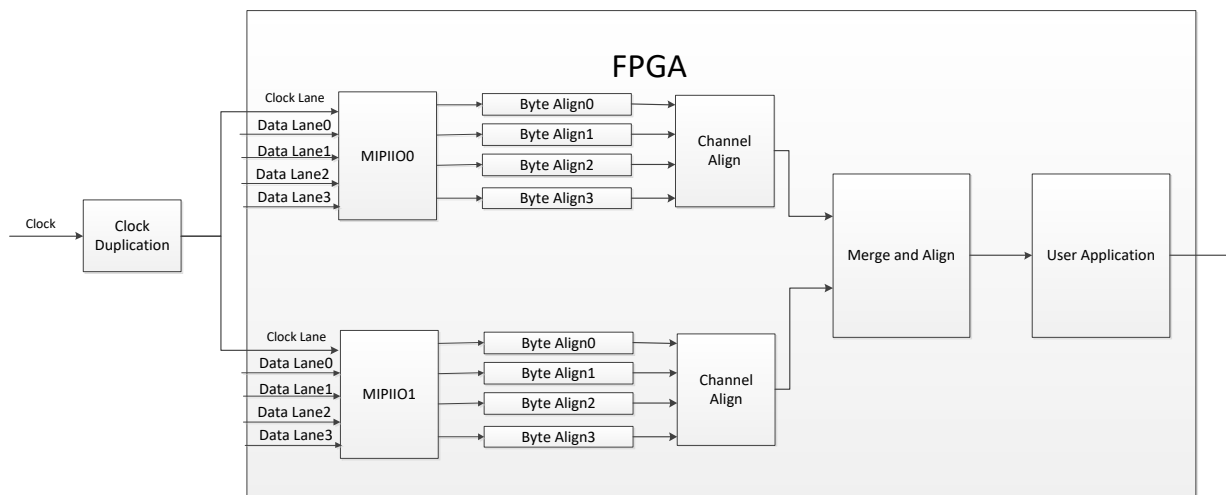 FPGA
Clock
Clock
Duplication
Clock Lane
Data Lane0
Data Lane1
Data Lane2
Data Lane3
MIPIIO0
Byte Align0
Byte Align1
Byte Align2
Byte Align3
Channel
Align
Clock Lane
Data Lane0
Data Lane1
Data Lane2
Data Lane3
MIPIIO1
Byte Align0
Byte Align1
Byte Align2
Byte Align3
Channel
Align
Merge and Align
User Application